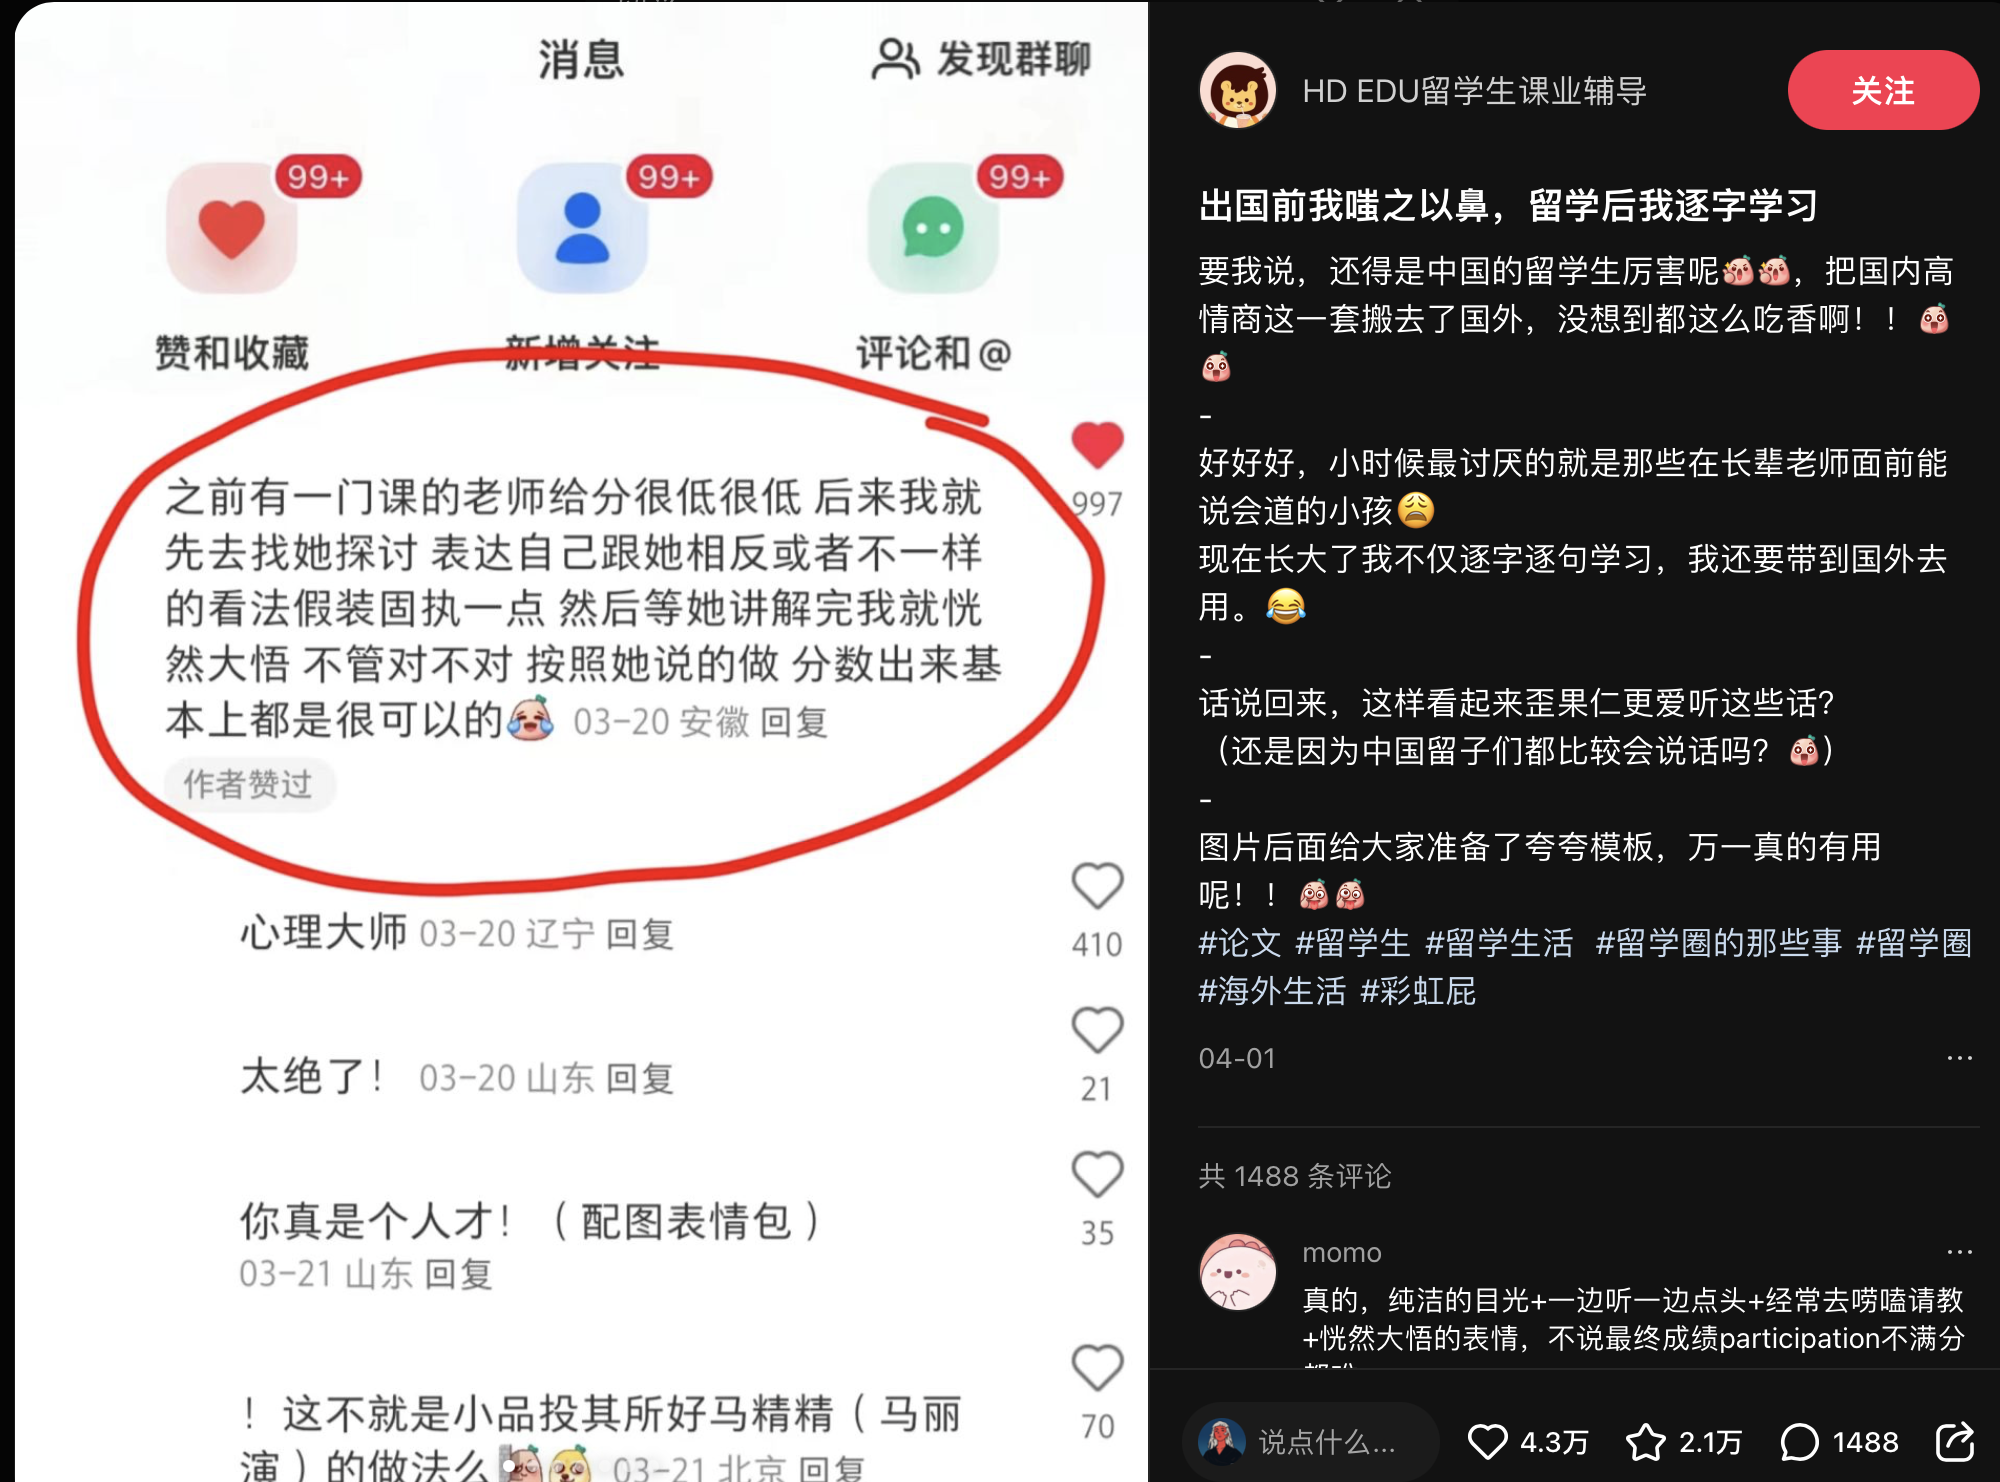 消息
发现群聊
99+
99+
99+
赞和收藏
新增关注
评论和@
之前有一门课的老师给分很低很低 后来我就
先去找她探讨 表达自己跟她相反或者不一样
的看法假装固执一点 然后等她讲解完我就恍
然大悟 不管对不对 按照她说的做 分数出来基
本上都是很可以的 03-20 安徽 回复
作者赞过
997
心理大师 03-20 辽宁 回复
410
太绝了！ 03-20 山东 回复
21
你真是个人才！（配图表情包）
03-21 山东 回复
35
！这不就是小品投其所好马精精（马丽
演）的做法么 03-21 北京 回复
70
HD EDU留学生课业辅导
关注
出国前我嗤之以鼻，留学后我逐字学习
要我说，还得是中国的留学生厉害呢，把国内高
情商这一套搬去了国外，没想到都这么吃香啊！！
-
好好好，小时候最讨厌的就是那些在长辈老师面前能
说会道的小孩😩
现在长大了我不仅逐字逐句学习，我还要带到国外去
用。😂
-
话说回来，这样看起来歪果仁更爱听这些话？
（还是因为中国留子们都比较会说话吗？）
-
图片后面给大家准备了夸夸模板，万一真的有用
呢！！
#论文 #留学生 #留学生活 #留学圈的那些事 #留学圈
#海外生活 #彩虹屁
04-01
共 1488 条评论
momo
真的，纯洁的目光+一边听一边点头+经常去唠嗑请教
+恍然大悟的表情，不说最终成绩participation不满分
说点什么...
4.3万
2.1万
1488